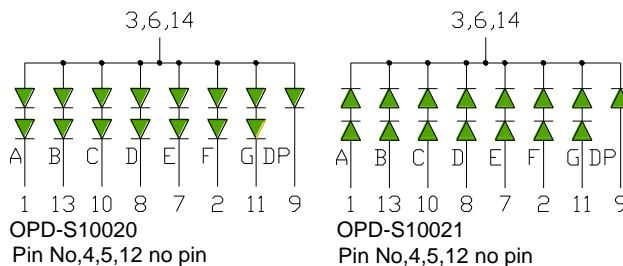 3,6,14
A B C D E F G DP
1 13 10 8 7 2 11 9
OPD-S10020
Pin No,4,5,12 no pin
3,6,14
A B C D E F G DP
1 13 10 8 7 2 11 9
OPD-S10021
Pin No,4,5,12 no pin